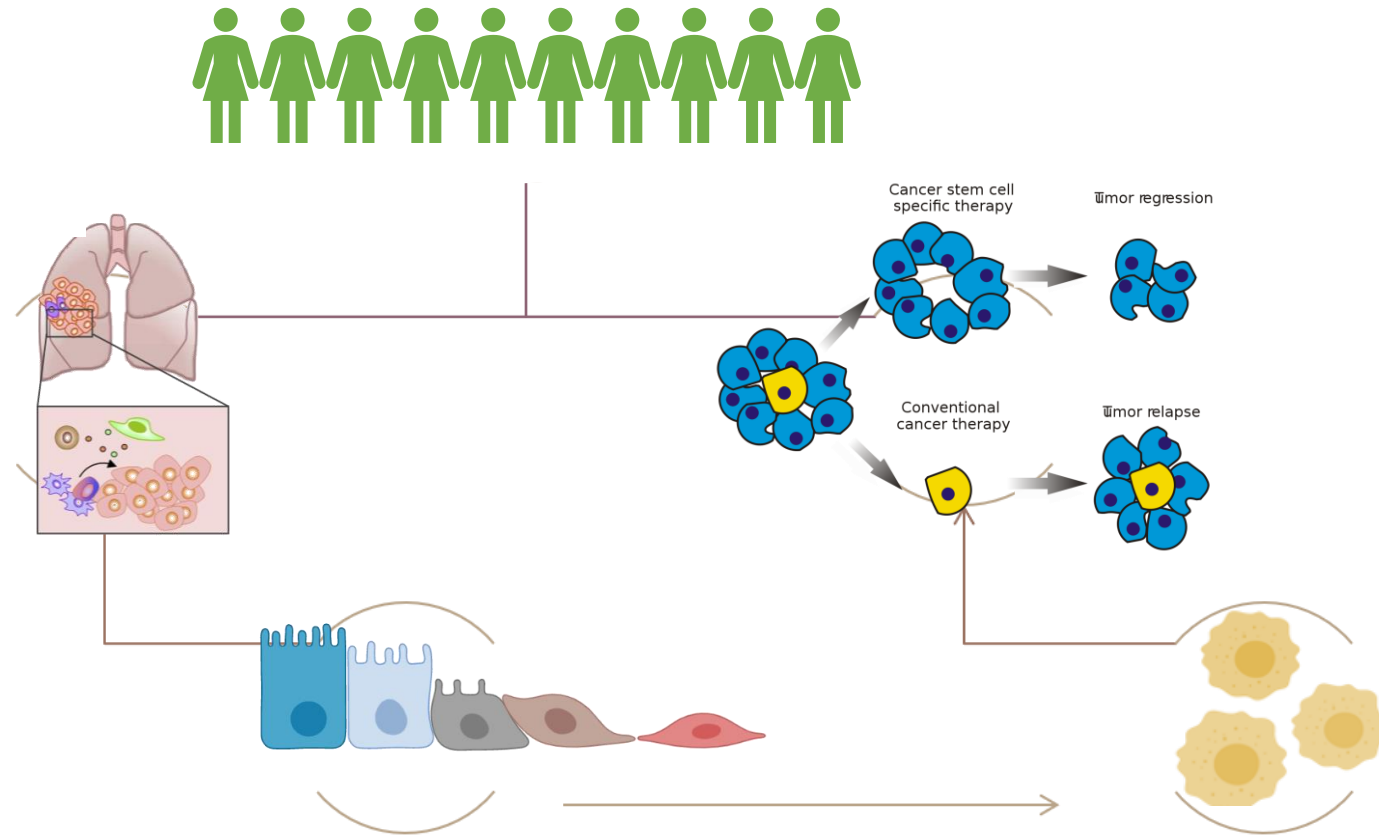 Cancer stem cell
specific therapy
Tumor regression
Conventional
cancer therapy
Tumor relapse